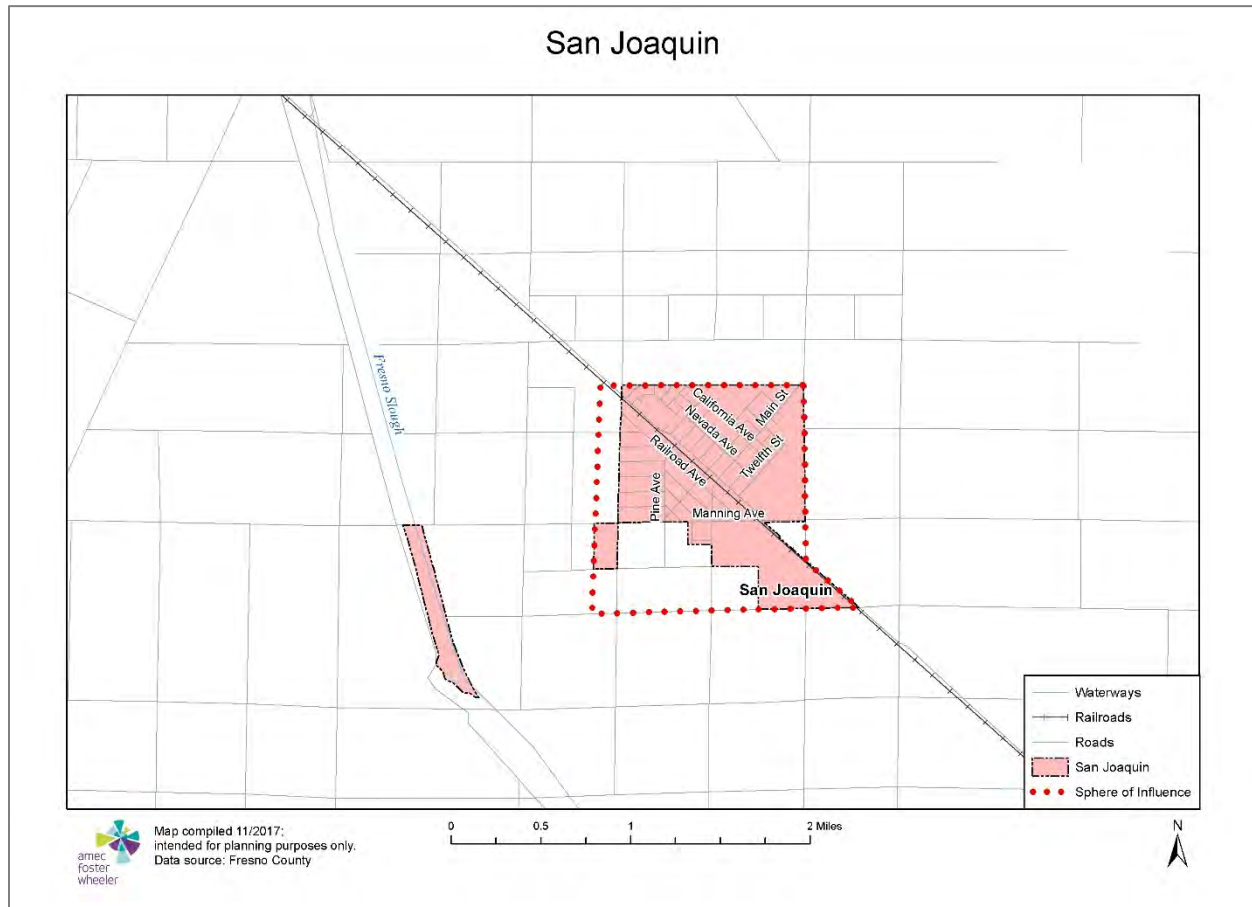 San Joaquin
Fresno Slough
California Ave
Nevada Ave
Main St
Twelfth St
Railroad Ave
Pine Ave
Manning Ave
San Joaquin
Waterways
Railroads
Roads
San Joaquin
Sphere of Influence
amec
foster
wheeler
Map compiled 11/2017;
intended for planning purposes only.
Data source: Fresno County
0 0.5 1 2 Miles
N